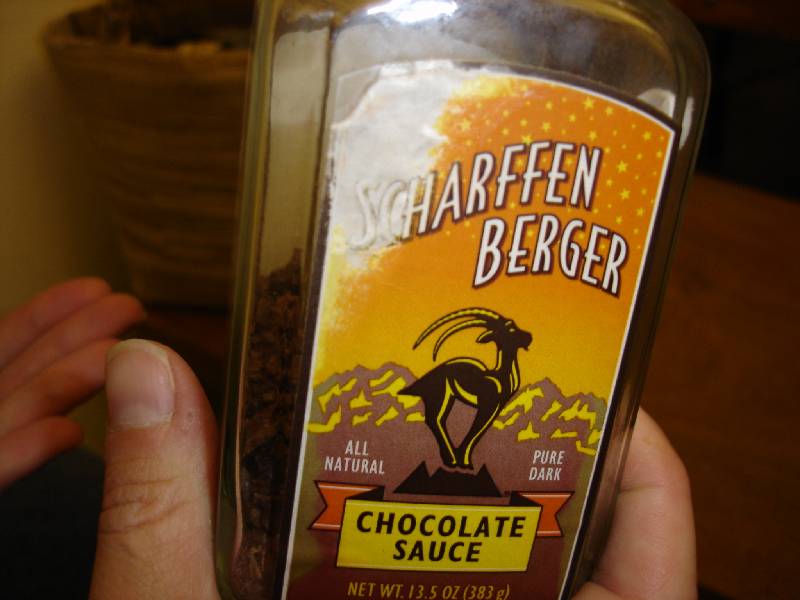 SCHARFFEN
BERGER
ALL
NATURAL
PURE
DARK
CHOCOLATE
SAUCE
NET WT. 13.5 OZ (383 g)